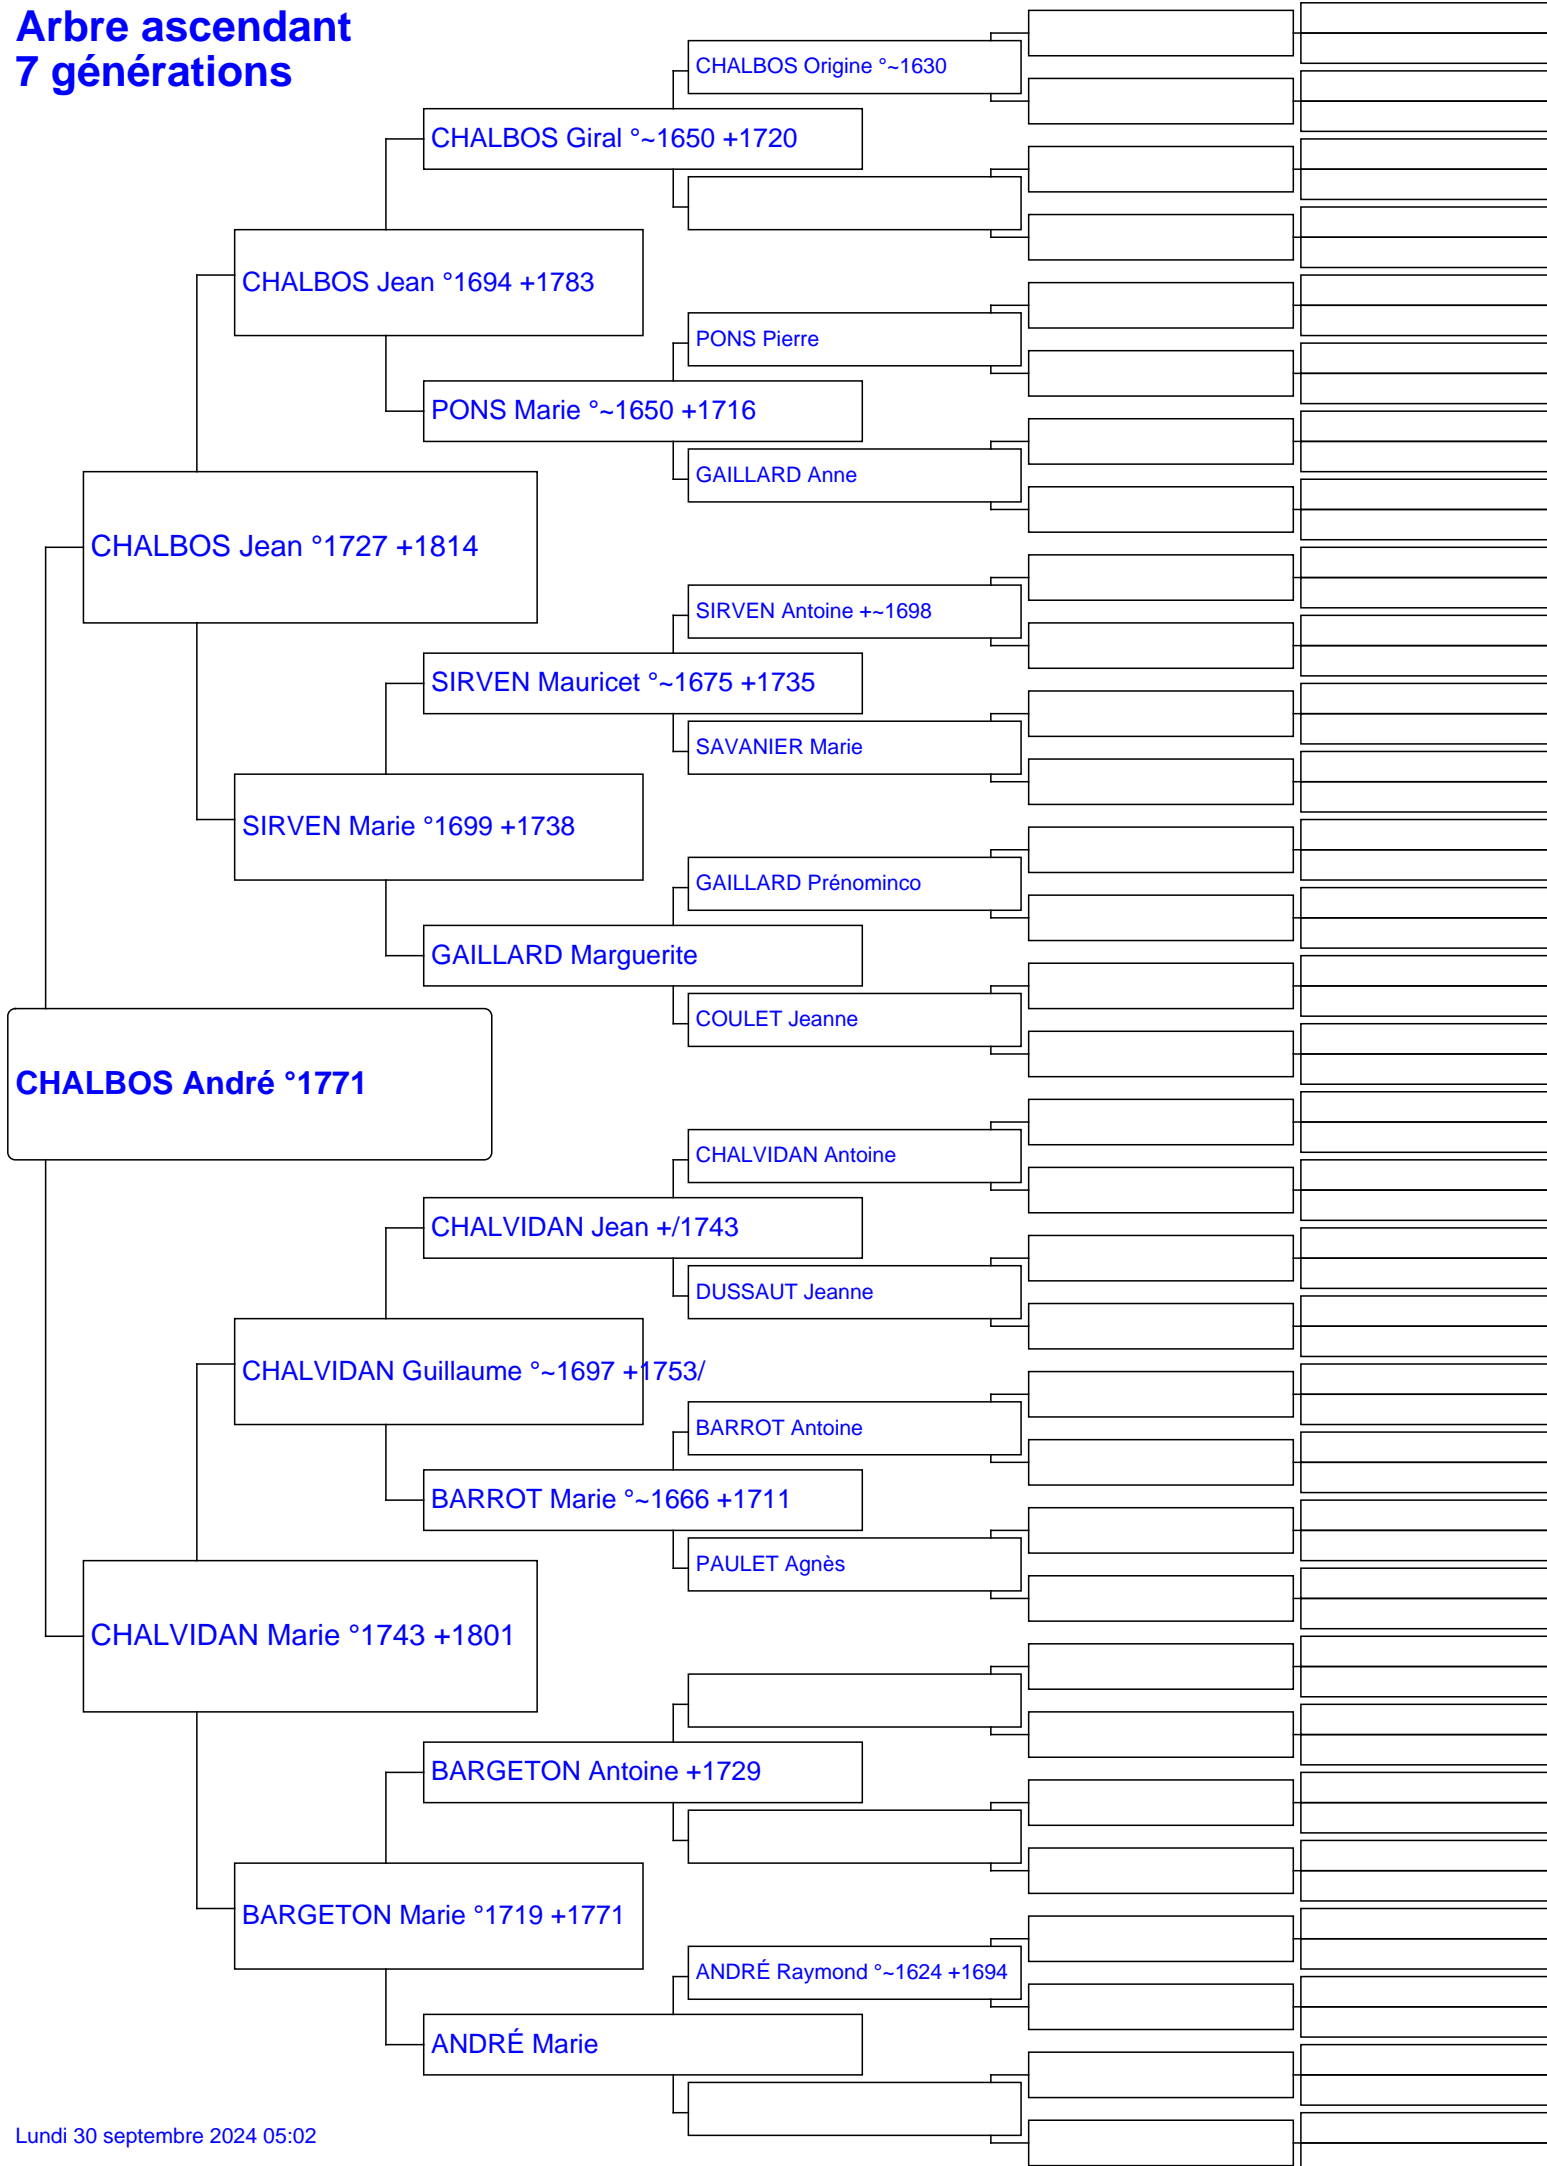 Arbre ascendant
7 générations
CHALBOS Origine °~1630
CHALBOS Giral °~1650 +1720
CHALBOS Jean °1694 +1783
PONS Pierre
PONS Marie °~1650 +1716
GAILLARD Anne
CHALBOS Jean °1727 +1814
SIRVEN Antoine +~1698
SIRVEN Mauricet °~1675 +1735
SAVANIER Marie
SIRVEN Marie °1699 +1738
GAILLARD Prénominco
GAILLARD Marguerite
COULET Jeanne
CHALBOS André °1771
CHALVIDAN Antoine
CHALVIDAN Jean +/1743
DUSSAUT Jeanne
CHALVIDAN Guillaume °~1697 +1753/
BARROT Antoine
BARROT Marie °~1666 +1711
PAULET Agnès
CHALVIDAN Marie °1743 +1801
BARGETON Antoine +1729
BARGETON Marie °1719 +1771
ANDRÉ Raymond °~1624 +1694
ANDRÉ Marie
Lundi 30 septembre 2024 05:02